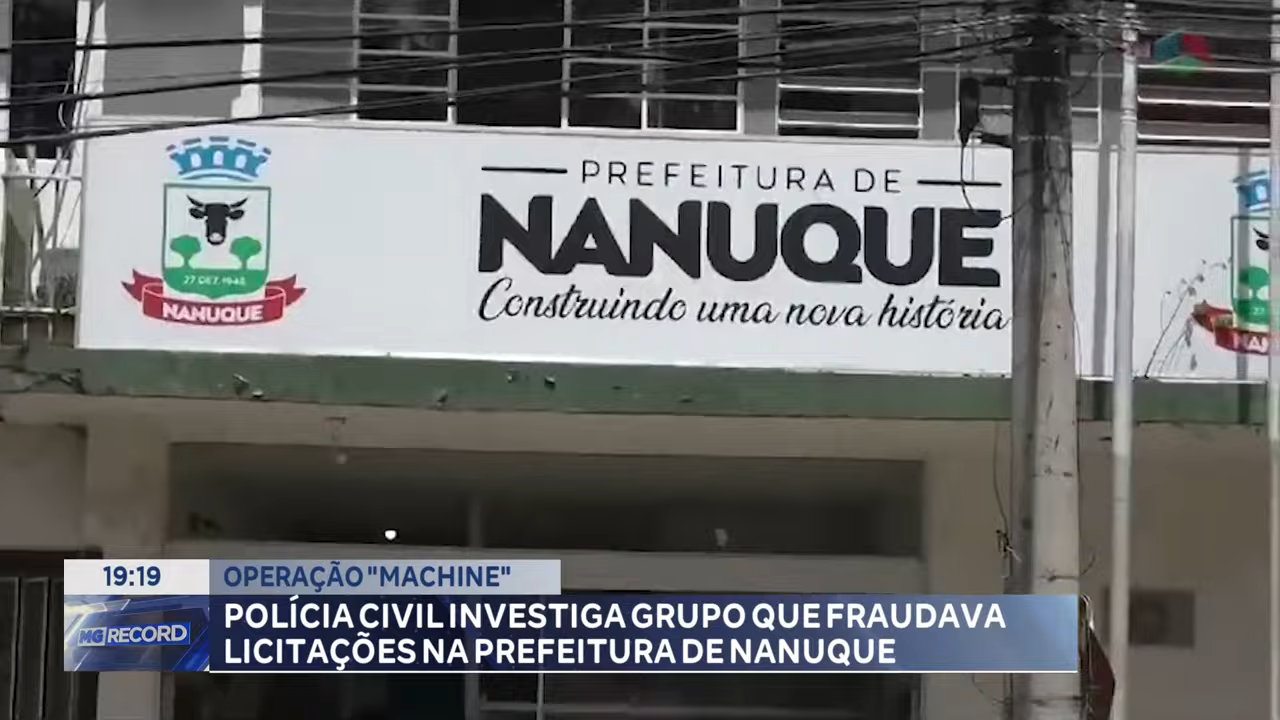 PREFEITURA DE
NANUQUE
Construindo uma nova história
27 DEZ. 1948
NANUQUE
19:19
OPERAÇÃO "MACHINE"
MG RECORD
POLÍCIA CIVIL INVESTIGA GRUPO QUE FRAUDAVA
LICITAÇÕES NA PREFEITURA DE NANUQUE